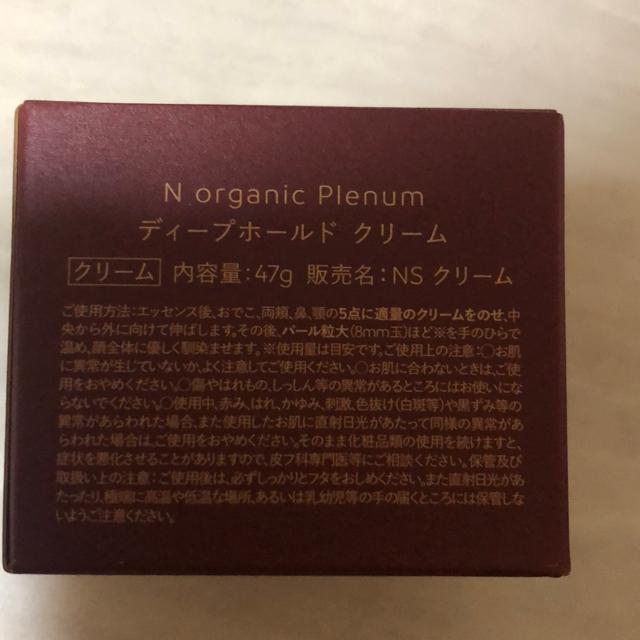 N organic Plenum
ディープホールド クリーム
クリーム 内容量:47g 販売名:NS クリーム
ご使用方法:エッセンス後、おでこ、両頬、鼻、顎の5点に適量のクリームをのせ、中
央から外に向けて伸ばします。その後、パール粒大(8mm玉)ほど※を手のひらで
温め、顔全体に優しく馴染ませます。※使用量は目安です。ご使用上の注意:○お肌
に異常が生じていないか、よく注意してご使用ください。○お肌に合わないときは、ご使
用をおやめください。○傷やはれもの、しっしん等の異常があるところにはお使いにな
らないでください。○使用中、赤み、はれ、かゆみ、刺激、色抜け(白斑等)や黒ずみ等の
異常があらわれた場合、また使用したお肌に直射日光があたって同様の異常があ
らわれた場合は、ご使用をおやめください。そのまま化粧品類の使用を続けますと、
症状を悪化させることがありますので、皮フ科専門医等にご相談ください。保管及び
取扱い上の注意:ご使用後は、必ずしっかりとフタをおしめください。また直射日光があ
たったり、極端に高温や低温な場所、あるいは乳幼児等の手の届くところには保管しな
いようご注意ください。